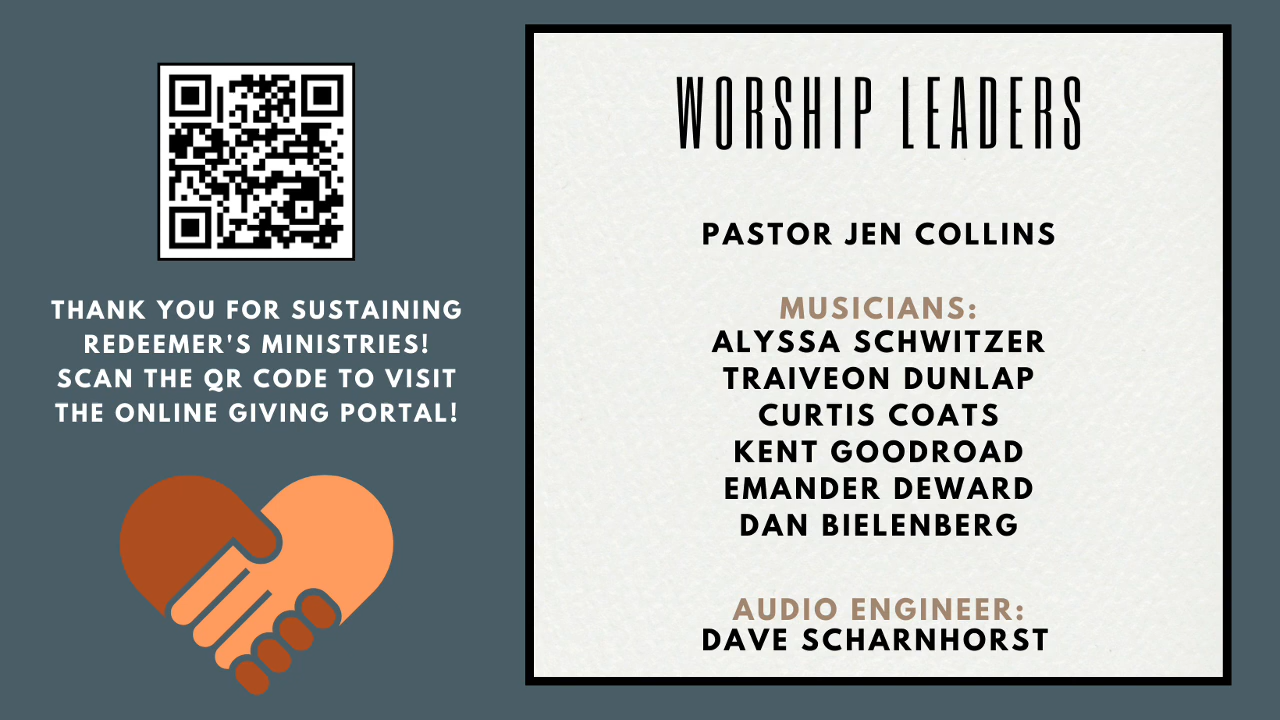 THANK YOU FOR SUSTAINING
REDEEMER'S MINISTRIES!
SCAN THE QR CODE TO VISIT
THE ONLINE GIVING PORTAL!
WORSHIP LEADERS
PASTOR JEN COLLINS
MUSICIANS:
ALYSSA SCHWITZER
TRAIVEON DUNLAP
CURTIS COATS
KENT GOODROAD
EMANDER DEWARD
DAN BIELENBERG
AUDIO ENGINEER:
DAVE SCHARNHORST